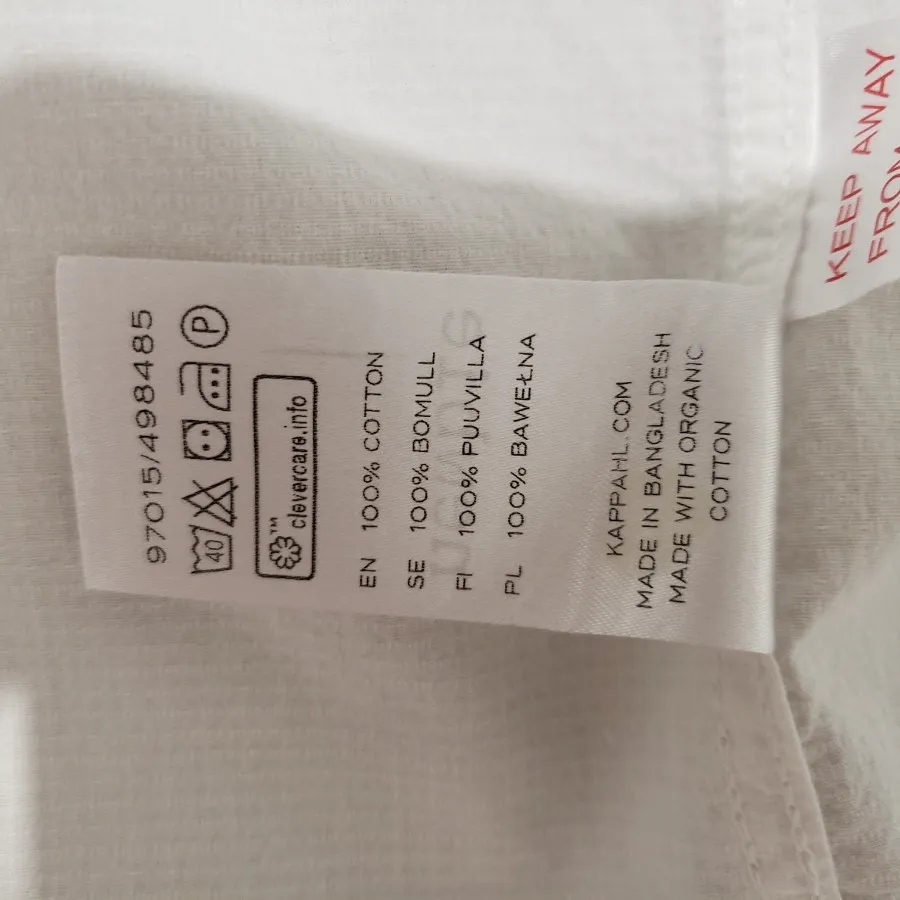 97015/498485
40 P
clevercare.info™
EN 100% COTTON
SE 100% BOMULL
FI 100% PUUVILLA
PL 100% BAWEŁNA
KAPPAHL.COM
MADE IN BANGLADESH
MADE WITH ORGANIC
COTTON
KEEP AWAY
FROM